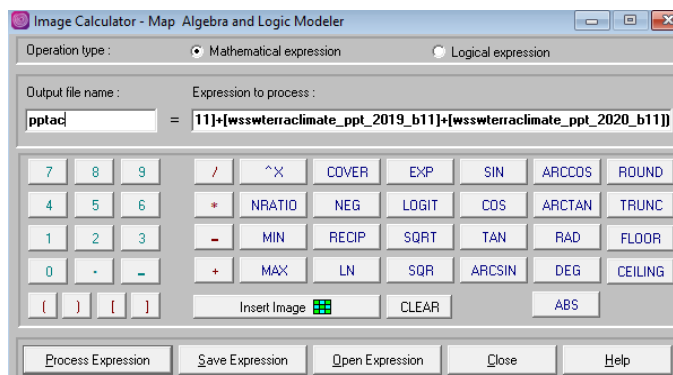 Image Calculator - Map Algebra and Logic Modeler
Operation type : Mathematical expression Logical expression
Output file name : Expression to process :
pptac = 11]+[wsswterraclimate_ppt_2019_b11]+[wsswterraclimate_ppt_2020_b11])
7 8 9 / ^X COVER EXP SIN ARCCOS ROUND
4 5 6 * NRATIO NEG LOGIT COS ARCTAN TRUNC
1 2 3 - MIN RECIP SQRT TAN RAD FLOOR
0 . - + MAX LN SQR ARCSIN DEG CEILING
( ) [ ] Insert Image CLEAR ABS
Process Expression Save Expression Open Expression Close Help